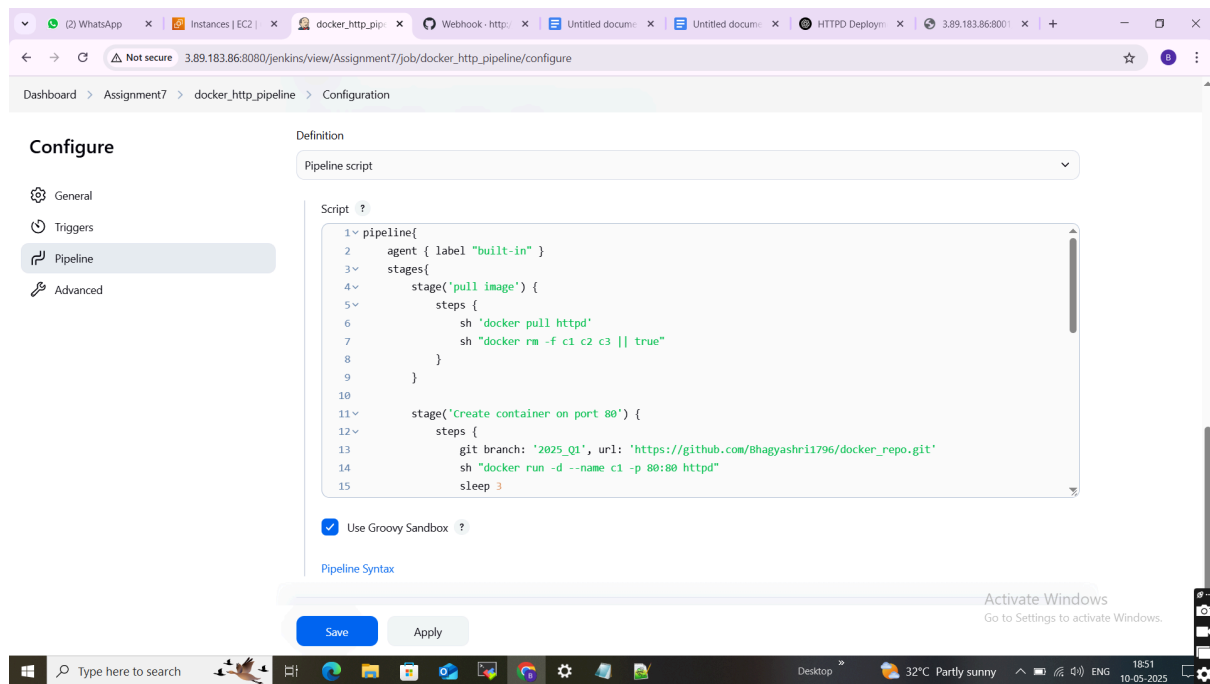 (2) WhatsApp
Instances | EC2 |
docker_http_pipe
Webhook · http:/
Untitled docume
Untitled docume
HTTPD Deploym
3.89.183.86:8001
Not secure 3.89.183.86:8080/jenkins/view/Assignment7/job/docker_http_pipeline/configure
B
Dashboard > Assignment7 > docker_http_pipeline > Configuration
Configure
General
Triggers
Pipeline
Advanced
Definition
Pipeline script
Script ?
1 pipeline{
2 agent { label "built-in" }
3 stages{
4 stage('pull image') {
5 steps {
6 sh 'docker pull httpd'
7 sh "docker rm -f c1 c2 c3 || true"
8 }
9 }
10
11 stage('Create container on port 80') {
12 steps {
13 git branch: '2025_Q1', url: 'https://github.com/Bhagyashri1796/docker_repo.git'
14 sh "docker run -d --name c1 -p 80:80 httpd"
15 sleep 3
Use Groovy Sandbox ?
Pipeline Syntax
Save
Apply
Activate Windows
Go to Settings to activate Windows.
Type here to search
Desktop
32°C Partly sunny
ENG
18:51
10-05-2025